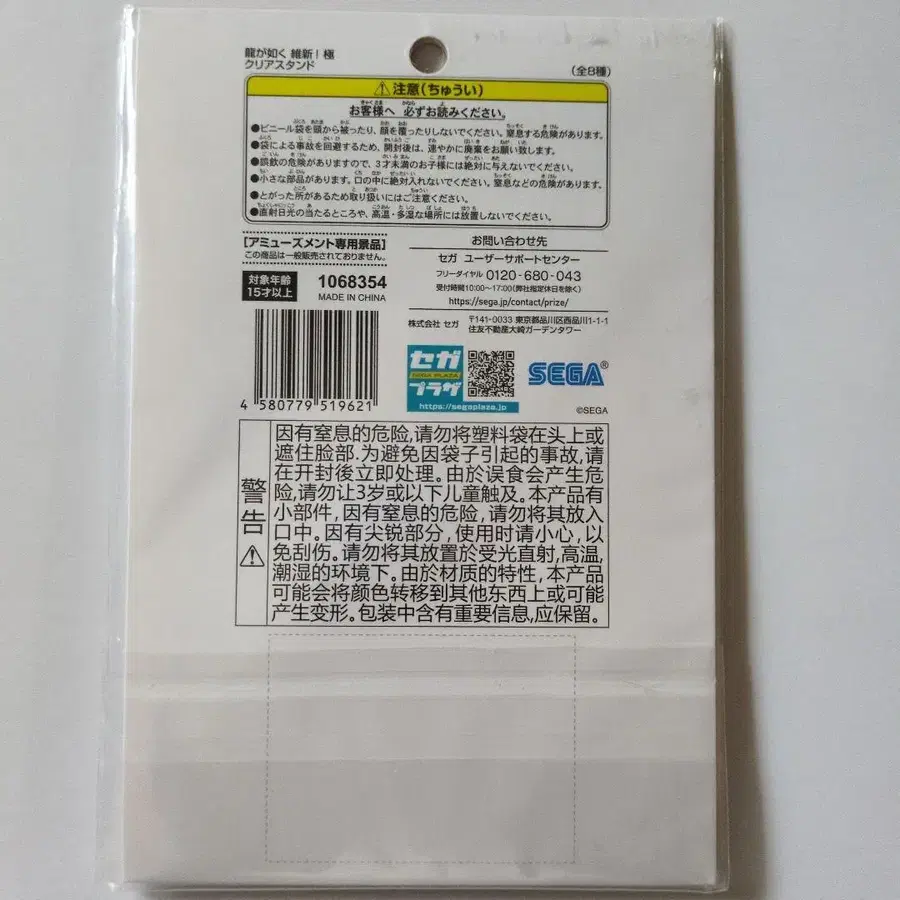 龍が如く 維新！極
クリアスタンド
(全8種)
⚠注意(ちゅうい)
お客様へ 必ずお読みください。
●ビニール袋を頭から被ったり、顔を覆ったりしないでください。窒息する危険があります。
●袋による事故を回避するため、開封後は、速やかに廃棄をお願い致します。
●誤飲の危険がありますので、3才未満のお子様には絶対に与えないでください。
●小さな部品があります。口の中に絶対入れないでください。窒息などの危険があります。
●とがった所があるため取り扱いにはご注意ください。
●直射日光の当たるところや、高温・多湿な場所には放置しないでください。
[アミューズメント専用景品]
この商品は一般販売されておりません。
対象年齢
15才以上
1068354
MADE IN CHINA
4 580779 519621
お問い合わせ先
セガ ユーザーサポートセンター
フリーダイヤル 0120-680-043
受付時間10:00〜17:00(弊社指定休日を除く)
https://sega.jp/contact/prize/
株式会社 セガ
〒141-0033 東京都品川区西品川1-1-1
住友不動産大崎ガーデンタワー
セガ
SEGA PLAZA
プラザ
https://segaplaza.jp
SEGA®
©SEGA
警告⚠
因有窒息的危险,请勿将塑料袋在头上或
遮住脸部.为避免因袋子引起的事故,请
在开封後立即处理。由於误食会产生危
险,请勿让3岁或以下儿童触及。本产品有
小部件,因有窒息的危险,请勿将其放入
口中。因有尖锐部分,使用时请小心,以
免刮伤。请勿将其放置於受光直射,高温,
潮湿的环境下。由於材质的特性,本产品
可能会将颜色转移到其他东西上或可能
产生变形。包装中含有重要信息,应保留。